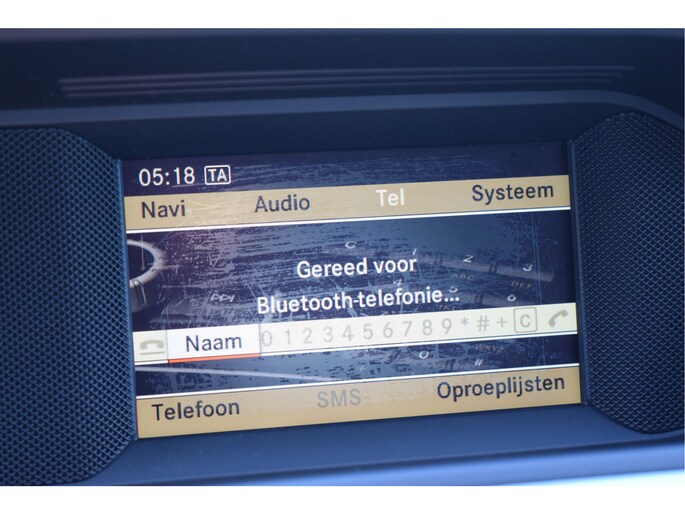 05:18 TA
Navi Audio Tel Systeem
Gereed voor
Bluetooth-telefonie...
Naam 0 1 2 3 4 5 6 7 8 9 * # + C
Telefoon SMS Oproeplijsten